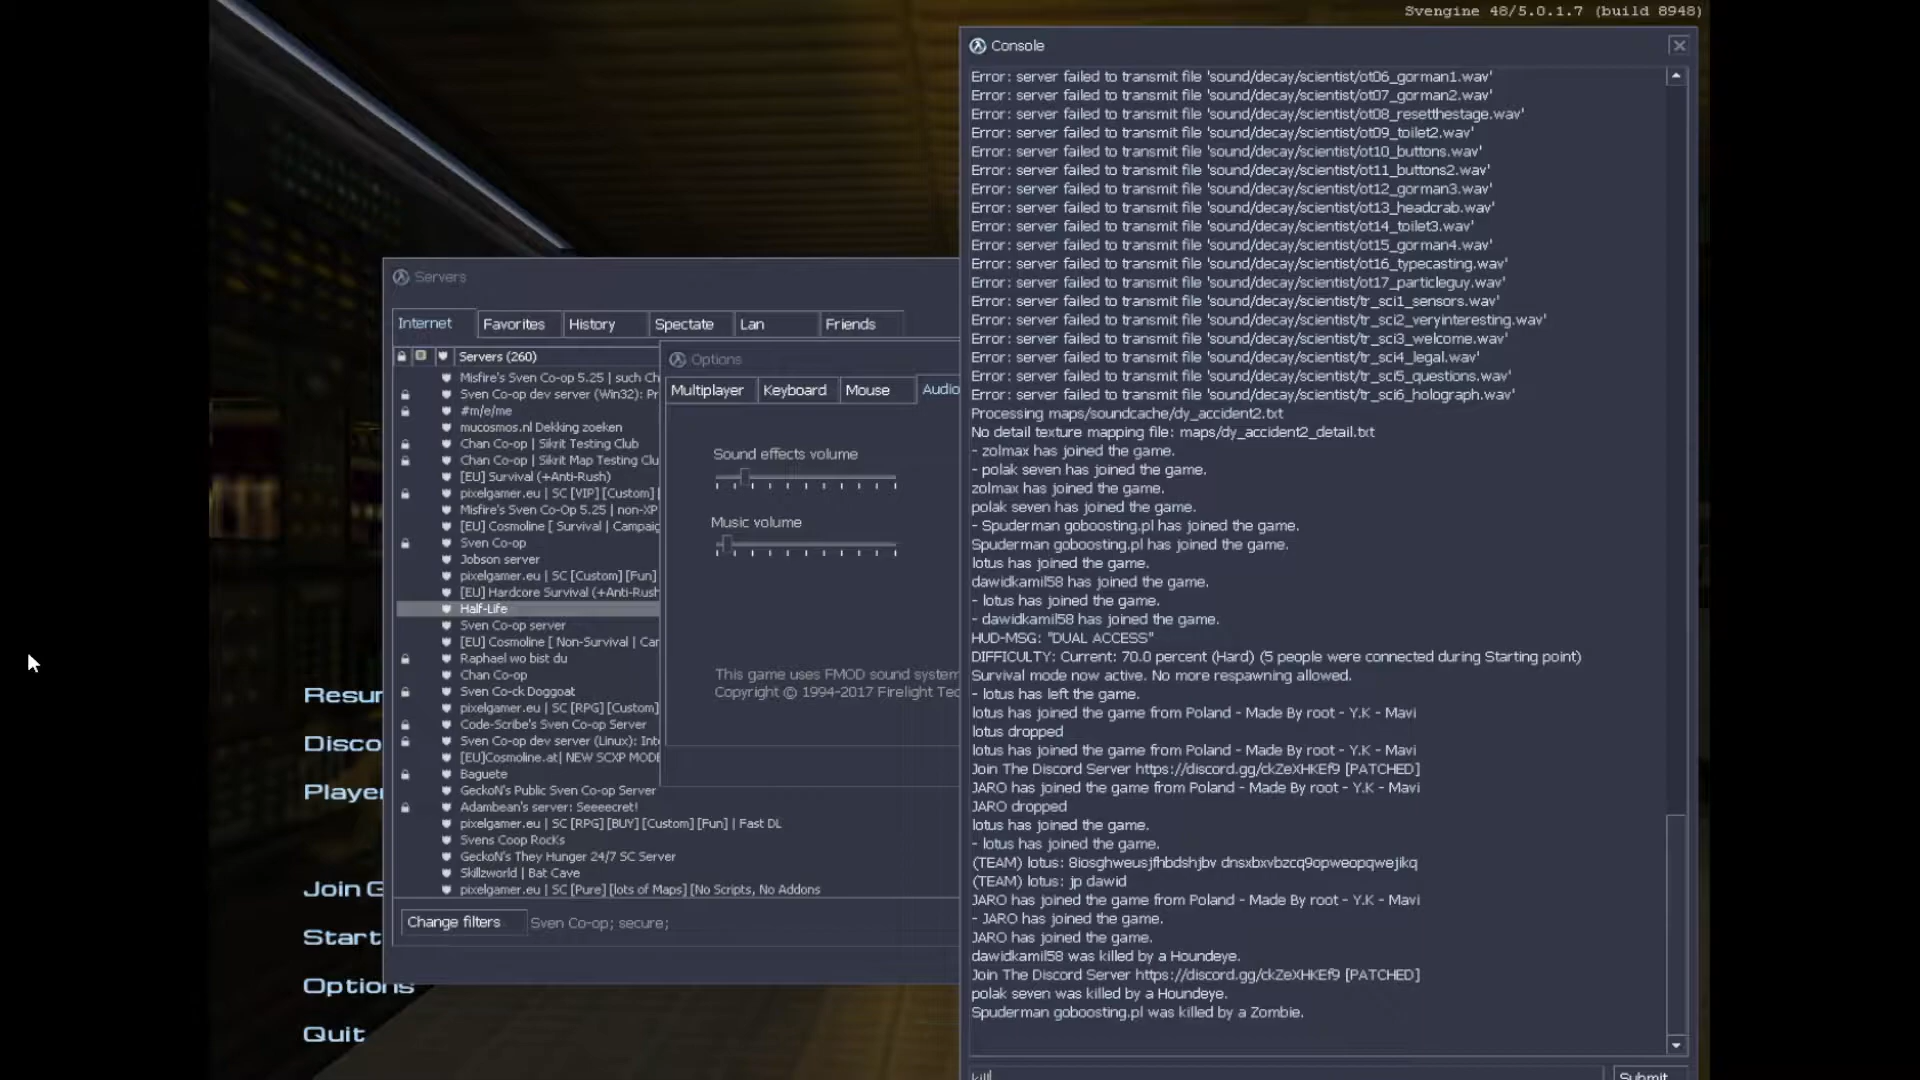 Svengine 48/5.0.1.7 (build 8948)
Console
Error: server failed to transmit file 'sound/decay/scientist/ot06_gorman1.wav'
Error: server failed to transmit file 'sound/decay/scientist/ot07_gorman2.wav'
Error: server failed to transmit file 'sound/decay/scientist/ot08_resetthestage.wav'
Error: server failed to transmit file 'sound/decay/scientist/ot09_toilet2.wav'
Error: server failed to transmit file 'sound/decay/scientist/ot10_buttons.wav'
Error: server failed to transmit file 'sound/decay/scientist/ot11_buttons2.wav'
Error: server failed to transmit file 'sound/decay/scientist/ot12_gorman3.wav'
Error: server failed to transmit file 'sound/decay/scientist/ot13_headcrab.wav'
Error: server failed to transmit file 'sound/decay/scientist/ot14_toilet3.wav'
Error: server failed to transmit file 'sound/decay/scientist/ot15_gorman4.wav'
Error: server failed to transmit file 'sound/decay/scientist/ot16_typecasting.wav'
Error: server failed to transmit file 'sound/decay/scientist/ot17_particleguy.wav'
Error: server failed to transmit file 'sound/decay/scientist/tr_sci1_sensors.wav'
Error: server failed to transmit file 'sound/decay/scientist/tr_sci2_veryinteresting.wav'
Error: server failed to transmit file 'sound/decay/scientist/tr_sci3_welcome.wav'
Error: server failed to transmit file 'sound/decay/scientist/tr_sci4_legal.wav'
Error: server failed to transmit file 'sound/decay/scientist/tr_sci5_questions.wav'
Error: server failed to transmit file 'sound/decay/scientist/tr_sci6_holograph.wav'
Processing maps/soundcache/dy_accident2.txt
No detail texture mapping file: maps/dy_accident2_detail.txt
- zolmax has joined the game.
- polak seven has joined the game.
zolmax has joined the game.
polak seven has joined the game.
- Spuderman goboosting.pl has joined the game.
Spuderman goboosting.pl has joined the game.
lotus has joined the game.
dawidkamil58 has joined the game.
- lotus has joined the game.
- dawidkamil58 has joined the game.
HUD-MSG: "DUAL ACCESS"
DIFFICULTY: Current: 70.0 percent (Hard) (5 people were connected during Starting point)
Survival mode now active. No more respawning allowed.
- lotus has left the game.
lotus has joined the game from Poland - Made By root - Y.K - Mavi
lotus dropped
lotus has joined the game from Poland - Made By root - Y.K - Mavi
Join The Discord Server https://discord.gg/ckZeXHKEf9 [PATCHED]
JARO has joined the game from Poland - Made By root - Y.K - Mavi
JARO dropped
lotus has joined the game.
- lotus has joined the game.
(TEAM) lotus: 8iosghweusjfhbdshjbv dnsxbxvbzcq9opweopqwejikq
(TEAM) lotus: jp dawid
JARO has joined the game from Poland - Made By root - Y.K - Mavi
- JARO has joined the game.
JARO has joined the game.
dawidkamil58 was killed by a Houndeye.
Join The Discord Server https://discord.gg/ckZeXHKEf9 [PATCHED]
polak seven was killed by a Houndeye.
Spuderman goboosting.pl was killed by a Zombie.
kill
Submit
Servers
Internet Favorites History Spectate Lan Friends
Servers (260)
Misfire's Sven Co-op 5.25 | such Ch
Sven Co-op dev server (Win32): Pr
#m/e/me
mucosmos.nl Dekking zoeken
Chan Co-op | Sikrit Testing Club
Chan Co-op | Sikrit Map Testing Clu
[EU] Survival (+Anti-Rush)
pixelgamer.eu | SC [VIP] [Custom] |
Misfire's Sven Co-Op 5.25 | non-XP
[EU] Cosmoline [ Survival | Campaig
Sven Co-op
Jobson server
pixelgamer.eu | SC [Custom] [Fun]
[EU] Hardcore Survival (+Anti-Rush
Half-Life
Sven Co-op server
[EU] Cosmoline [ Non-Survival | Car
Raphael wo bist du
Chan Co-op
Sven Co-ck Doggoat
pixelgamer.eu | SC [RPG] [Custom]
Code-Scribe's Sven Co-op Server
Sven Co-op dev server (Linux): Int
[EU]Cosmoline.at| NEW SCXP MODE
Baguete
GeckoN's Public Sven Co-op Server
Adambean's server: Seeeecret!
pixelgamer.eu | SC [RPG] [BUY] [Custom] [Fun] | Fast DL
Svens Coop RocKs
GeckoN's They Hunger 24/7 SC Server
Skillzworld | Bat Cave
pixelgamer.eu | SC [Pure] [lots of Maps] [No Scripts, No Addons
Change filters Sven Co-op; secure;
Options
Multiplayer Keyboard Mouse Audio
Sound effects volume
Music volume
This game uses FMOD sound system
Copyright © 1994-2017 Firelight Tec
Resur
Disco
Player
Join G
Start
Options
Quit